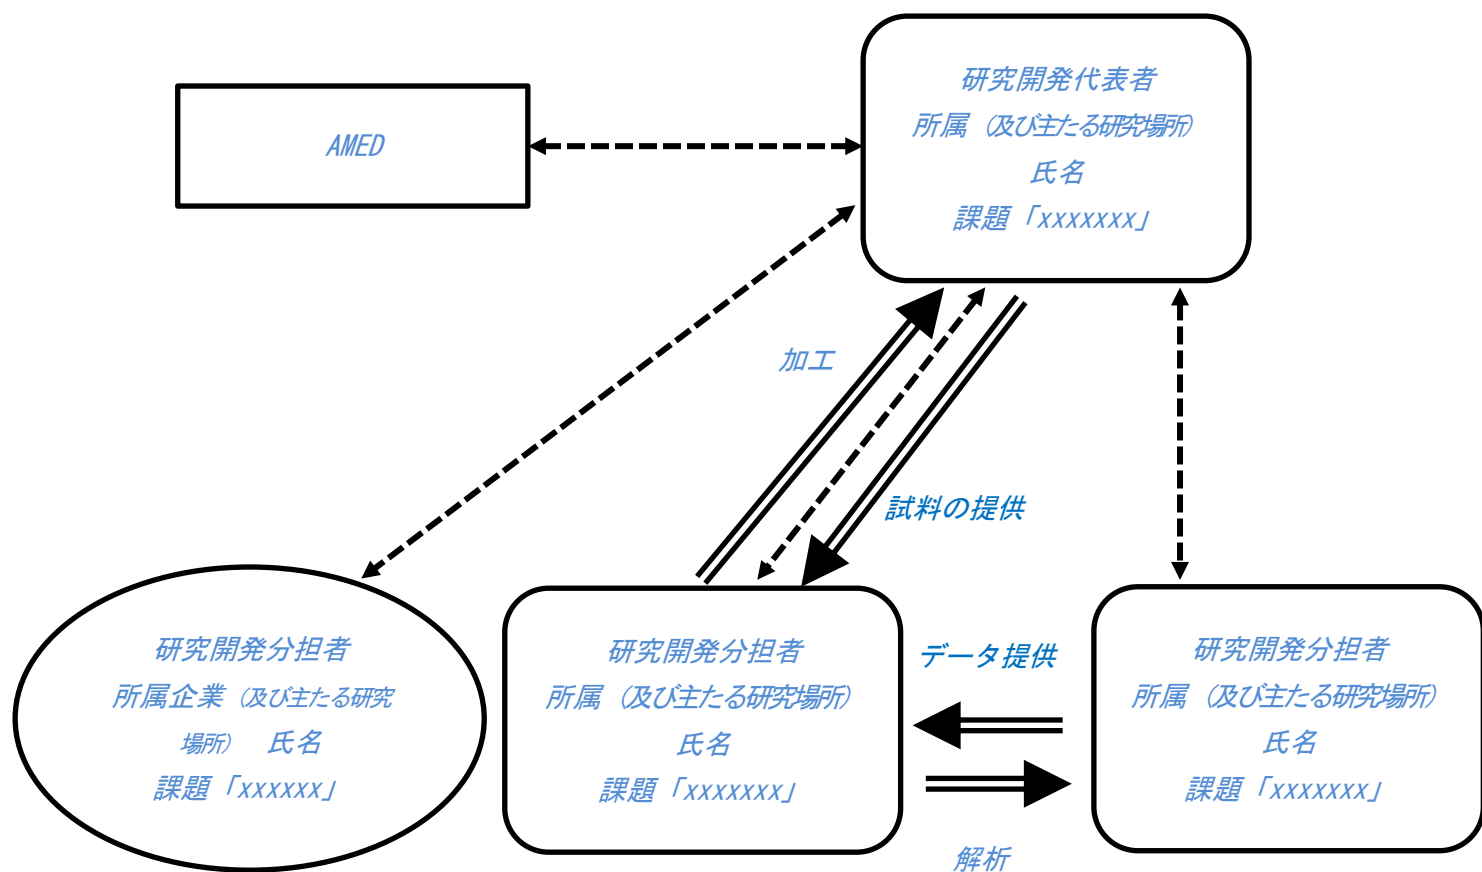 研究開発代表者
所属（及び主たる研究場所）
氏名
課題「xxxxxxx」
AMED
加工
試料の提供
研究開発分担者
所属企業（及び主たる研究
場所）　氏名
課題「xxxxxx」
研究開発分担者
所属（及び主たる研究場所）
氏名
課題「xxxxxxx」
データ提供
解析
研究開発分担者
所属（及び主たる研究場所）
氏名
課題「xxxxxxx」